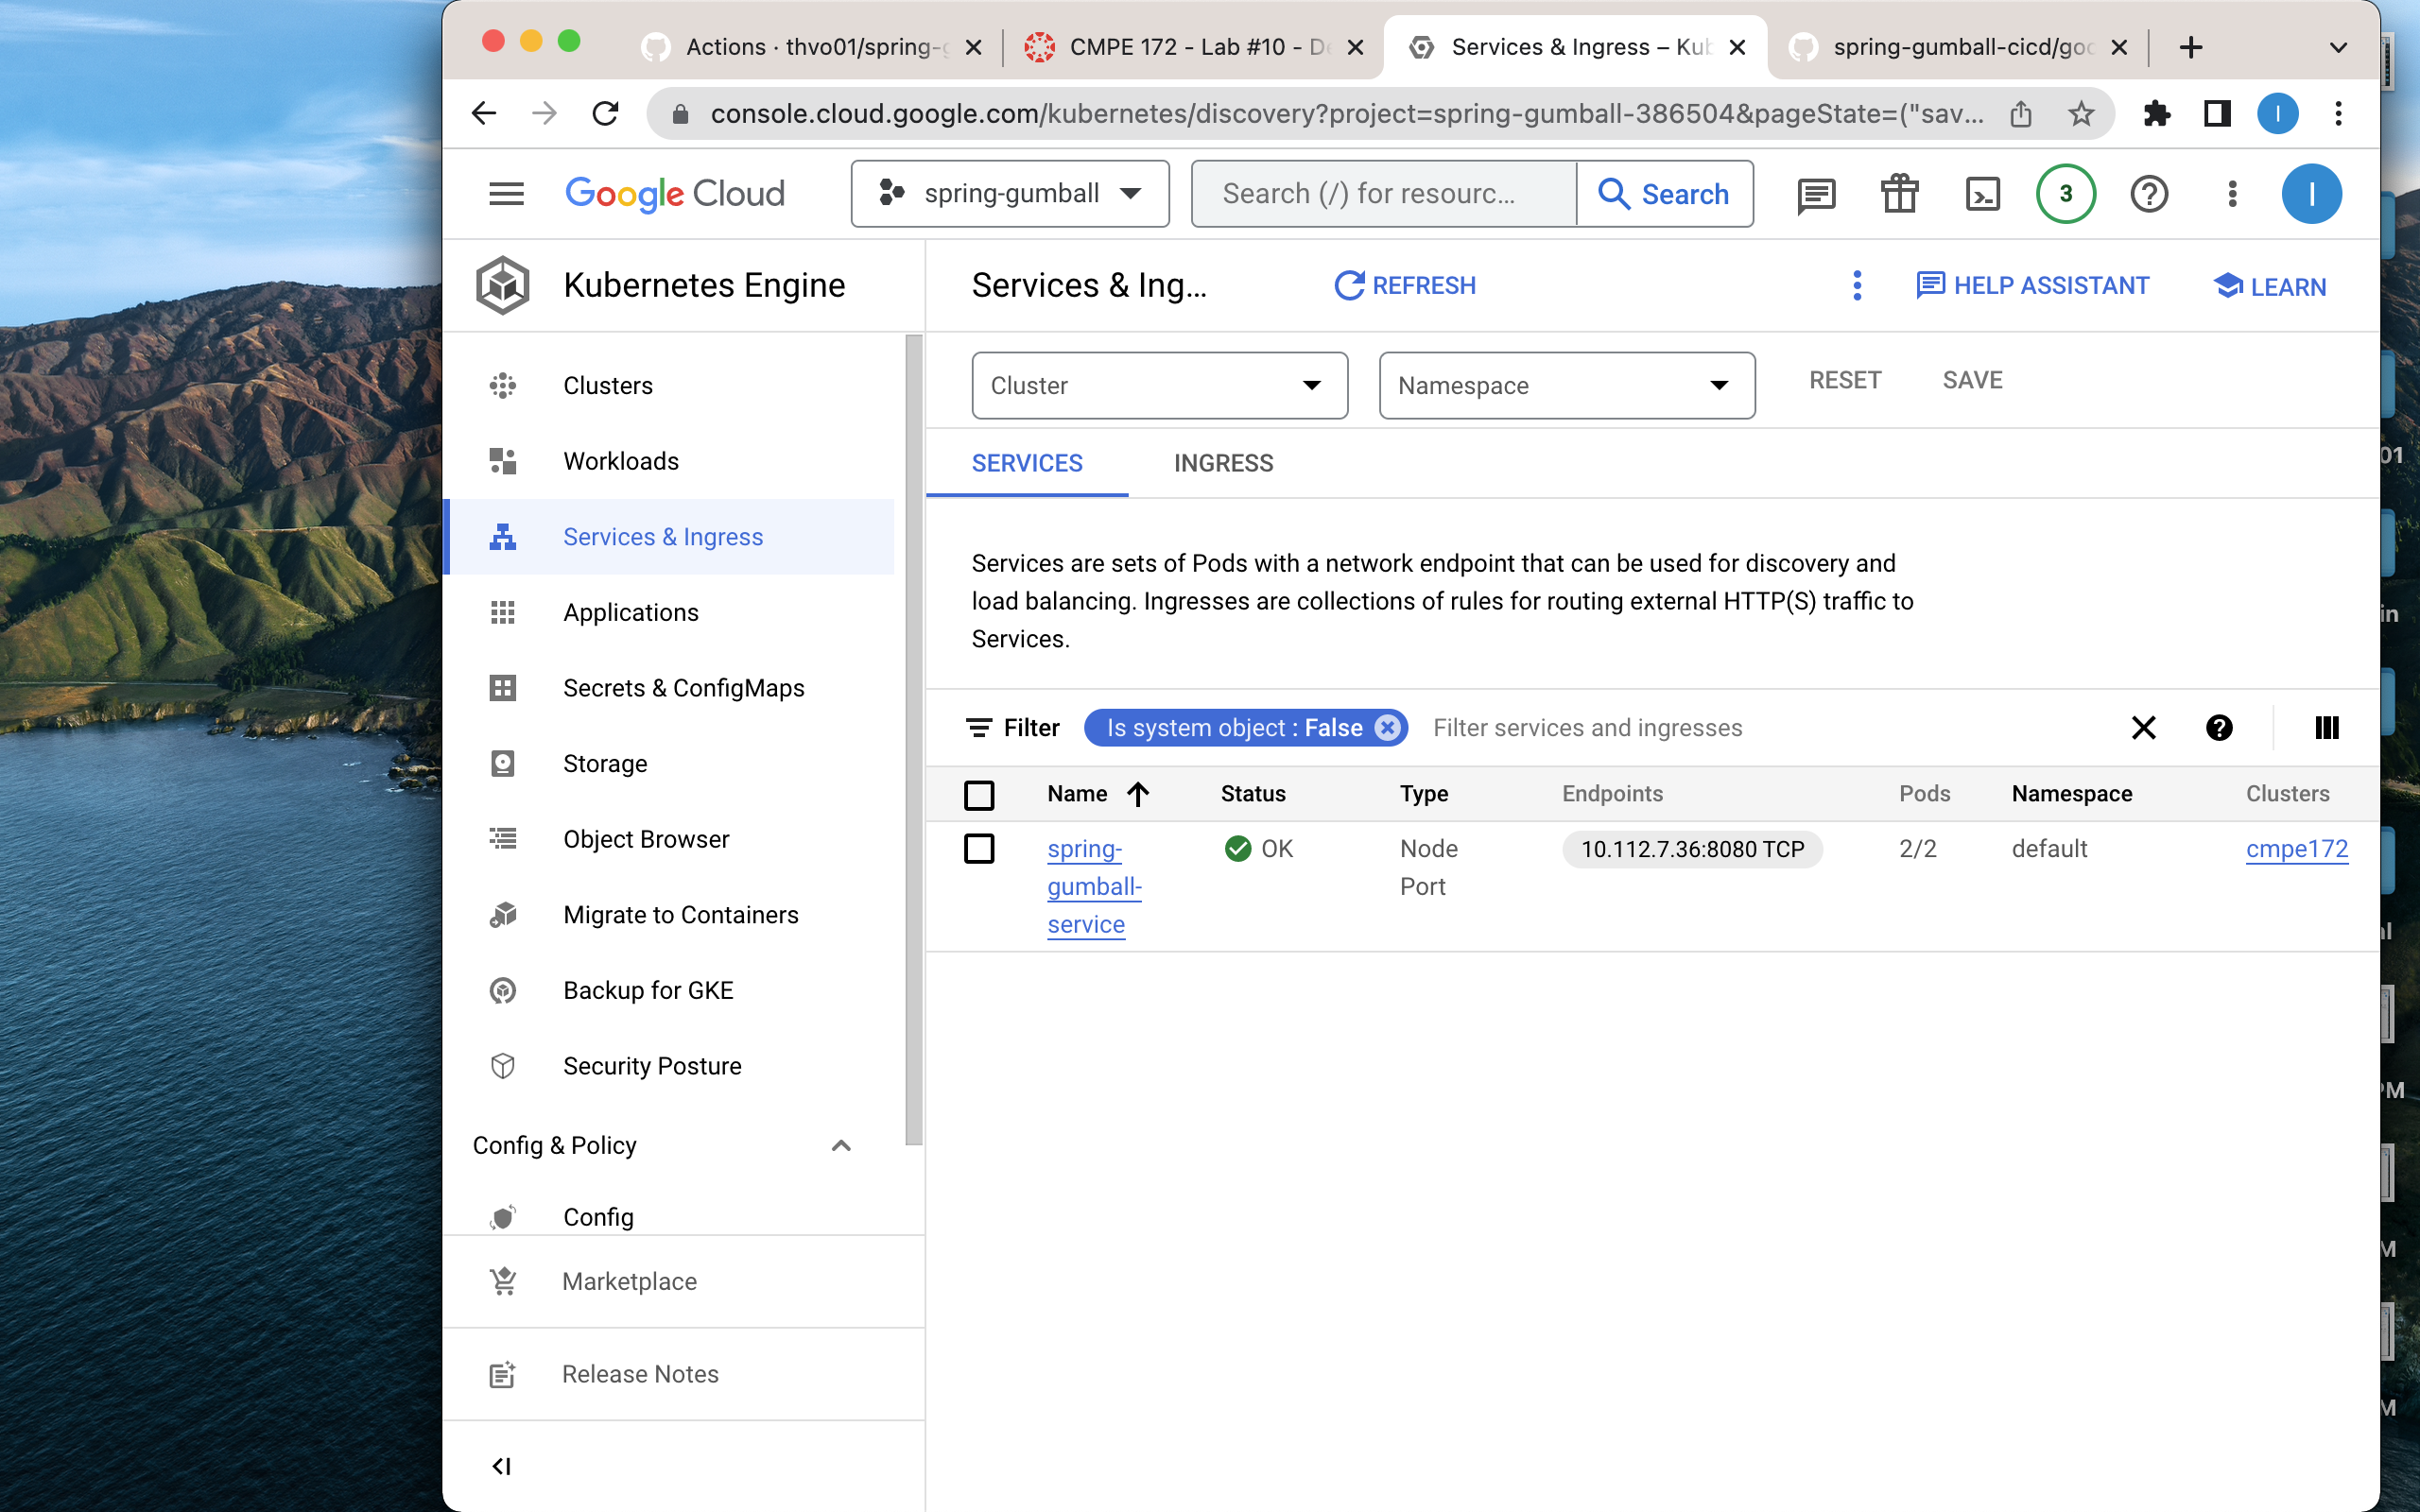 Actions · thvo01/spring-g
CMPE 172 - Lab #10 - De
Services & Ingress – Kub
spring-gumball-cicd/goo
console.cloud.google.com/kubernetes/discovery?project=spring-gumball-386504&pageState=("sav...
I
Google Cloud
spring-gumball
Search (/) for resourc...
Search
3
I
Kubernetes Engine
Services & Ing...
REFRESH
HELP ASSISTANT
LEARN
Clusters
Workloads
Services & Ingress
Applications
Secrets & ConfigMaps
Storage
Object Browser
Migrate to Containers
Backup for GKE
Security Posture
Config & Policy
Config
Marketplace
Release Notes
Cluster
Namespace
RESET
SAVE
SERVICES
INGRESS
Services are sets of Pods with a network endpoint that can be used for discovery and
load balancing. Ingresses are collections of rules for routing external HTTP(S) traffic to
Services.
Filter
Is system object : False
Filter services and ingresses
Name
Status
Type
Endpoints
Pods
Namespace
Clusters
spring-
gumball-
service
OK
Node
Port
10.112.7.36:8080 TCP
2/2
default
cmpe172
01
in
PM
M
M